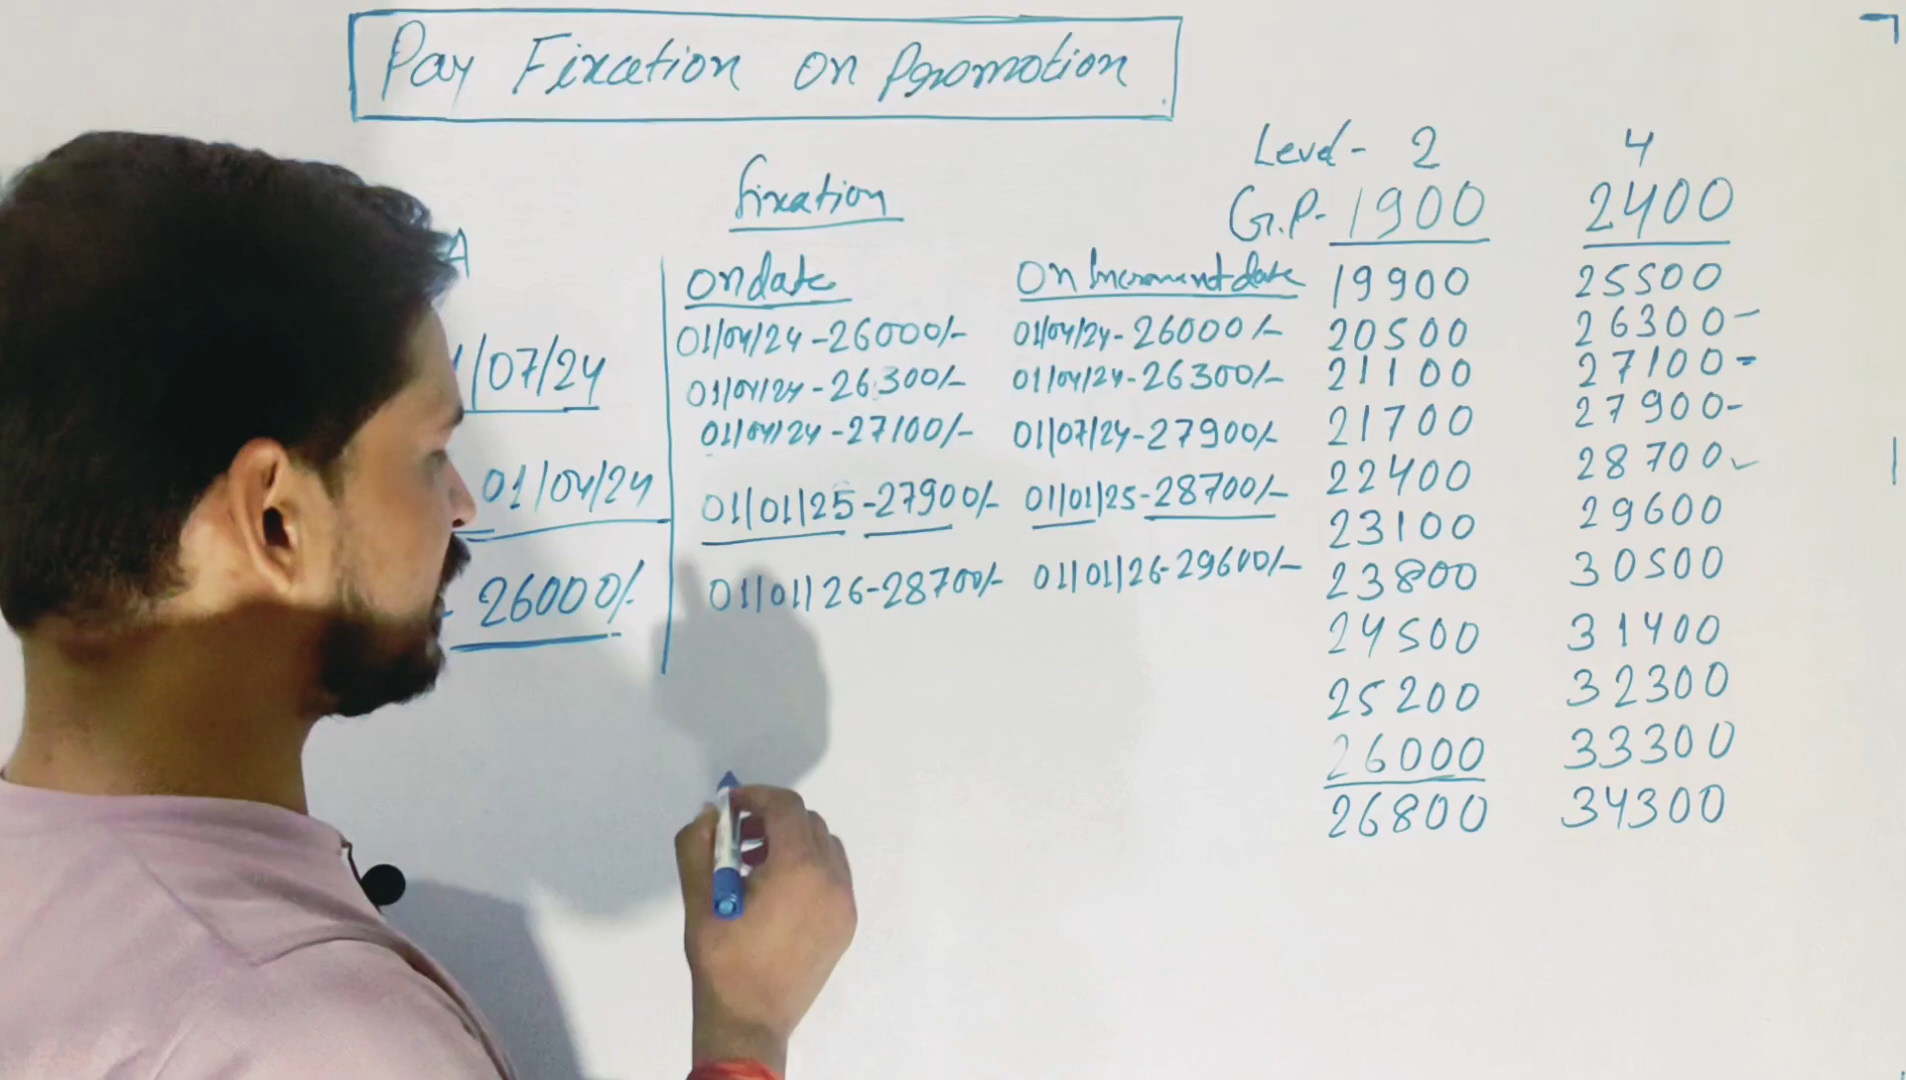 Pay Fixation on Promotion
A
/07/24
01/04/24
26000/-
fixation
on date
01/04/24 - 26000/-
01/04/24 - 26300/-
01/04/24 - 27100/-
01/01/25 - 27900/-
01/01/26 - 28700/-
On Increment date
01/04/24 - 26000/-
01/04/24 - 26300/-
01/07/24 - 27900/-
01/01/25 - 28700/-
01/01/26 - 29600/-
Level - 2 4
G.P. - 1900 2400
19900 25500
20500 26300 -
21100 27100 -
21700 27900 -
22400 28700
23100 29600
23800 30500
24500 31400
25200 32300
26000 33300
26800 34300